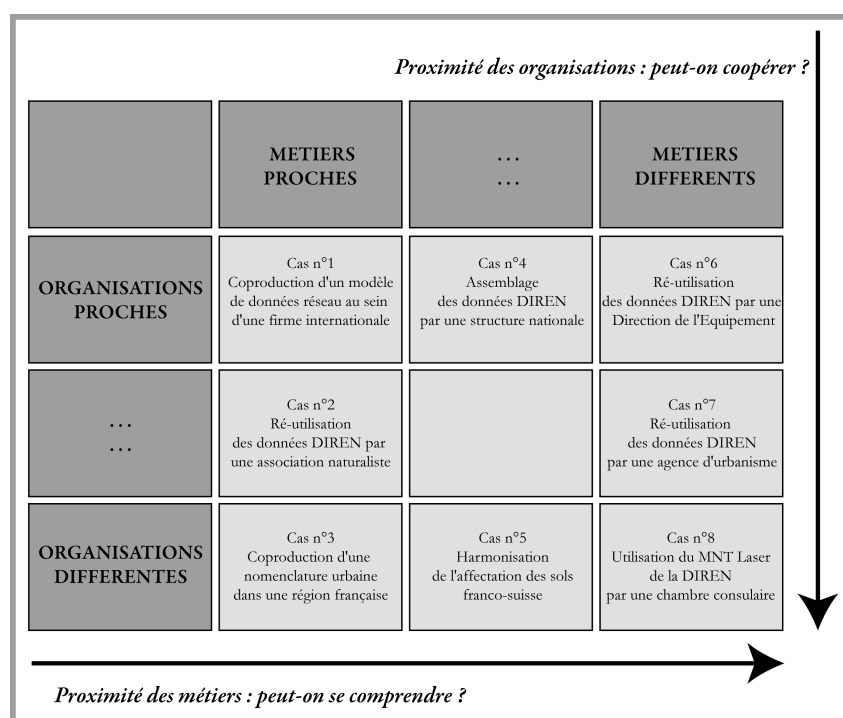 Proximité des organisations : peut-on coopérer ?
METIERS
PROCHES
. . .
. . .
METIERS
DIFFERENTS
ORGANISATIONS
PROCHES
Cas n°1
Coproduction d'un modèle
de données réseau au sein
d'une firme internationale
Cas n°4
Assemblage
des données DIREN
par une structure nationale
Cas n°6
Ré-utilisation
des données DIREN par une
Direction de l'Equipement
. . .
. . .
Cas n°2
Ré-utilisation
des données DIREN par
une association naturaliste
Cas n°7
Ré-utilisation
des données DIREN
par une agence d'urbanisme
ORGANISATIONS
DIFFERENTES
Cas n°3
Coproduction d'une
nomenclature urbaine
dans une région française
Cas n°5
Harmonisation
de l'affectation des sols
franco-suisse
Cas n°8
Utilisation du MNT Laser
de la DIREN
par une chambre consulaire
Proximité des métiers : peut-on se comprendre ?